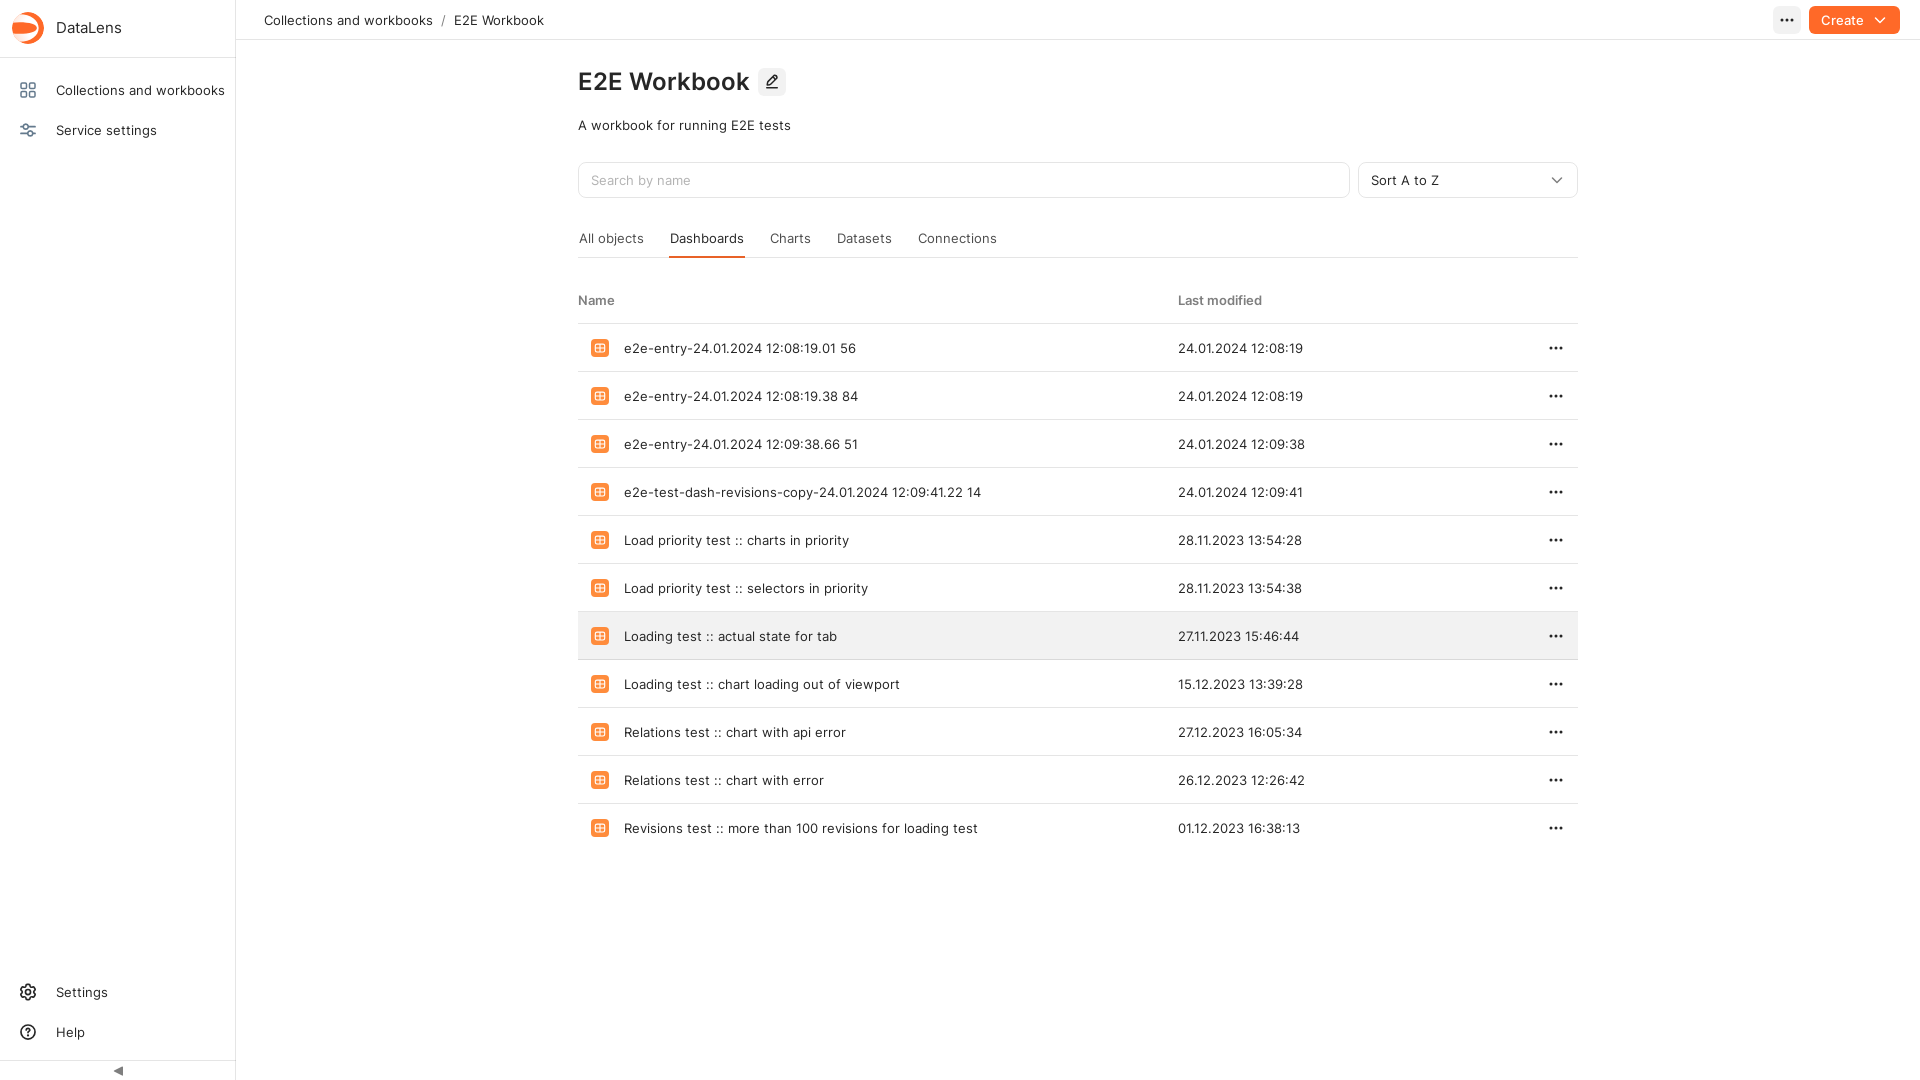 DataLens
Collections and workbooks / E2E Workbook
Create
Collections and workbooks
Service settings
E2E Workbook
A workbook for running E2E tests
Search by name
Sort A to Z
All objects Dashboards Charts Datasets Connections
Name Last modified
e2e-entry-24.01.2024 12:08:19.01 56 24.01.2024 12:08:19
e2e-entry-24.01.2024 12:08:19.38 84 24.01.2024 12:08:19
e2e-entry-24.01.2024 12:09:38.66 51 24.01.2024 12:09:38
e2e-test-dash-revisions-copy-24.01.2024 12:09:41.22 14 24.01.2024 12:09:41
Load priority test :: charts in priority 28.11.2023 13:54:28
Load priority test :: selectors in priority 28.11.2023 13:54:38
Loading test :: actual state for tab 27.11.2023 15:46:44
Loading test :: chart loading out of viewport 15.12.2023 13:39:28
Relations test :: chart with api error 27.12.2023 16:05:34
Relations test :: chart with error 26.12.2023 12:26:42
Revisions test :: more than 100 revisions for loading test 01.12.2023 16:38:13
Settings
Help